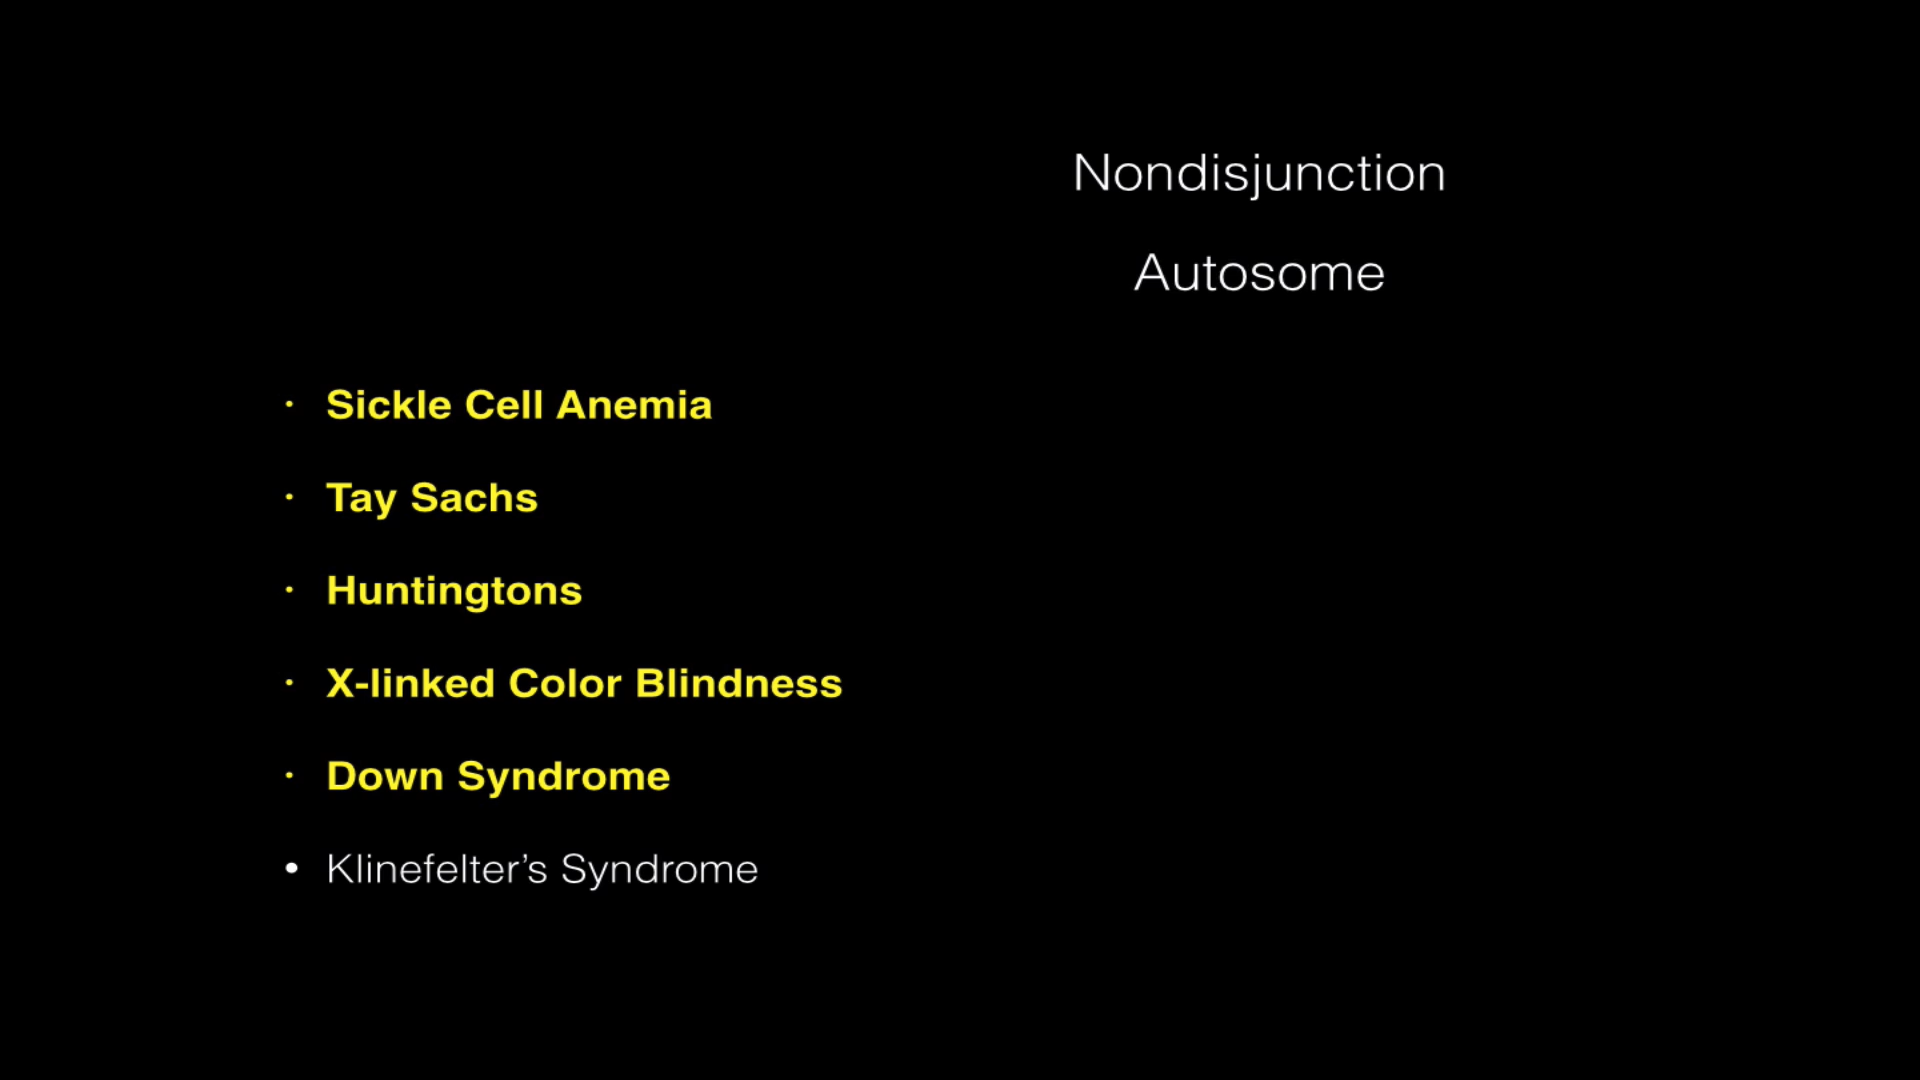 Nondisjunction
Autosome
• Sickle Cell Anemia
• Tay Sachs
• Huntingtons
• X-linked Color Blindness
• Down Syndrome
• Klinefelter’s Syndrome